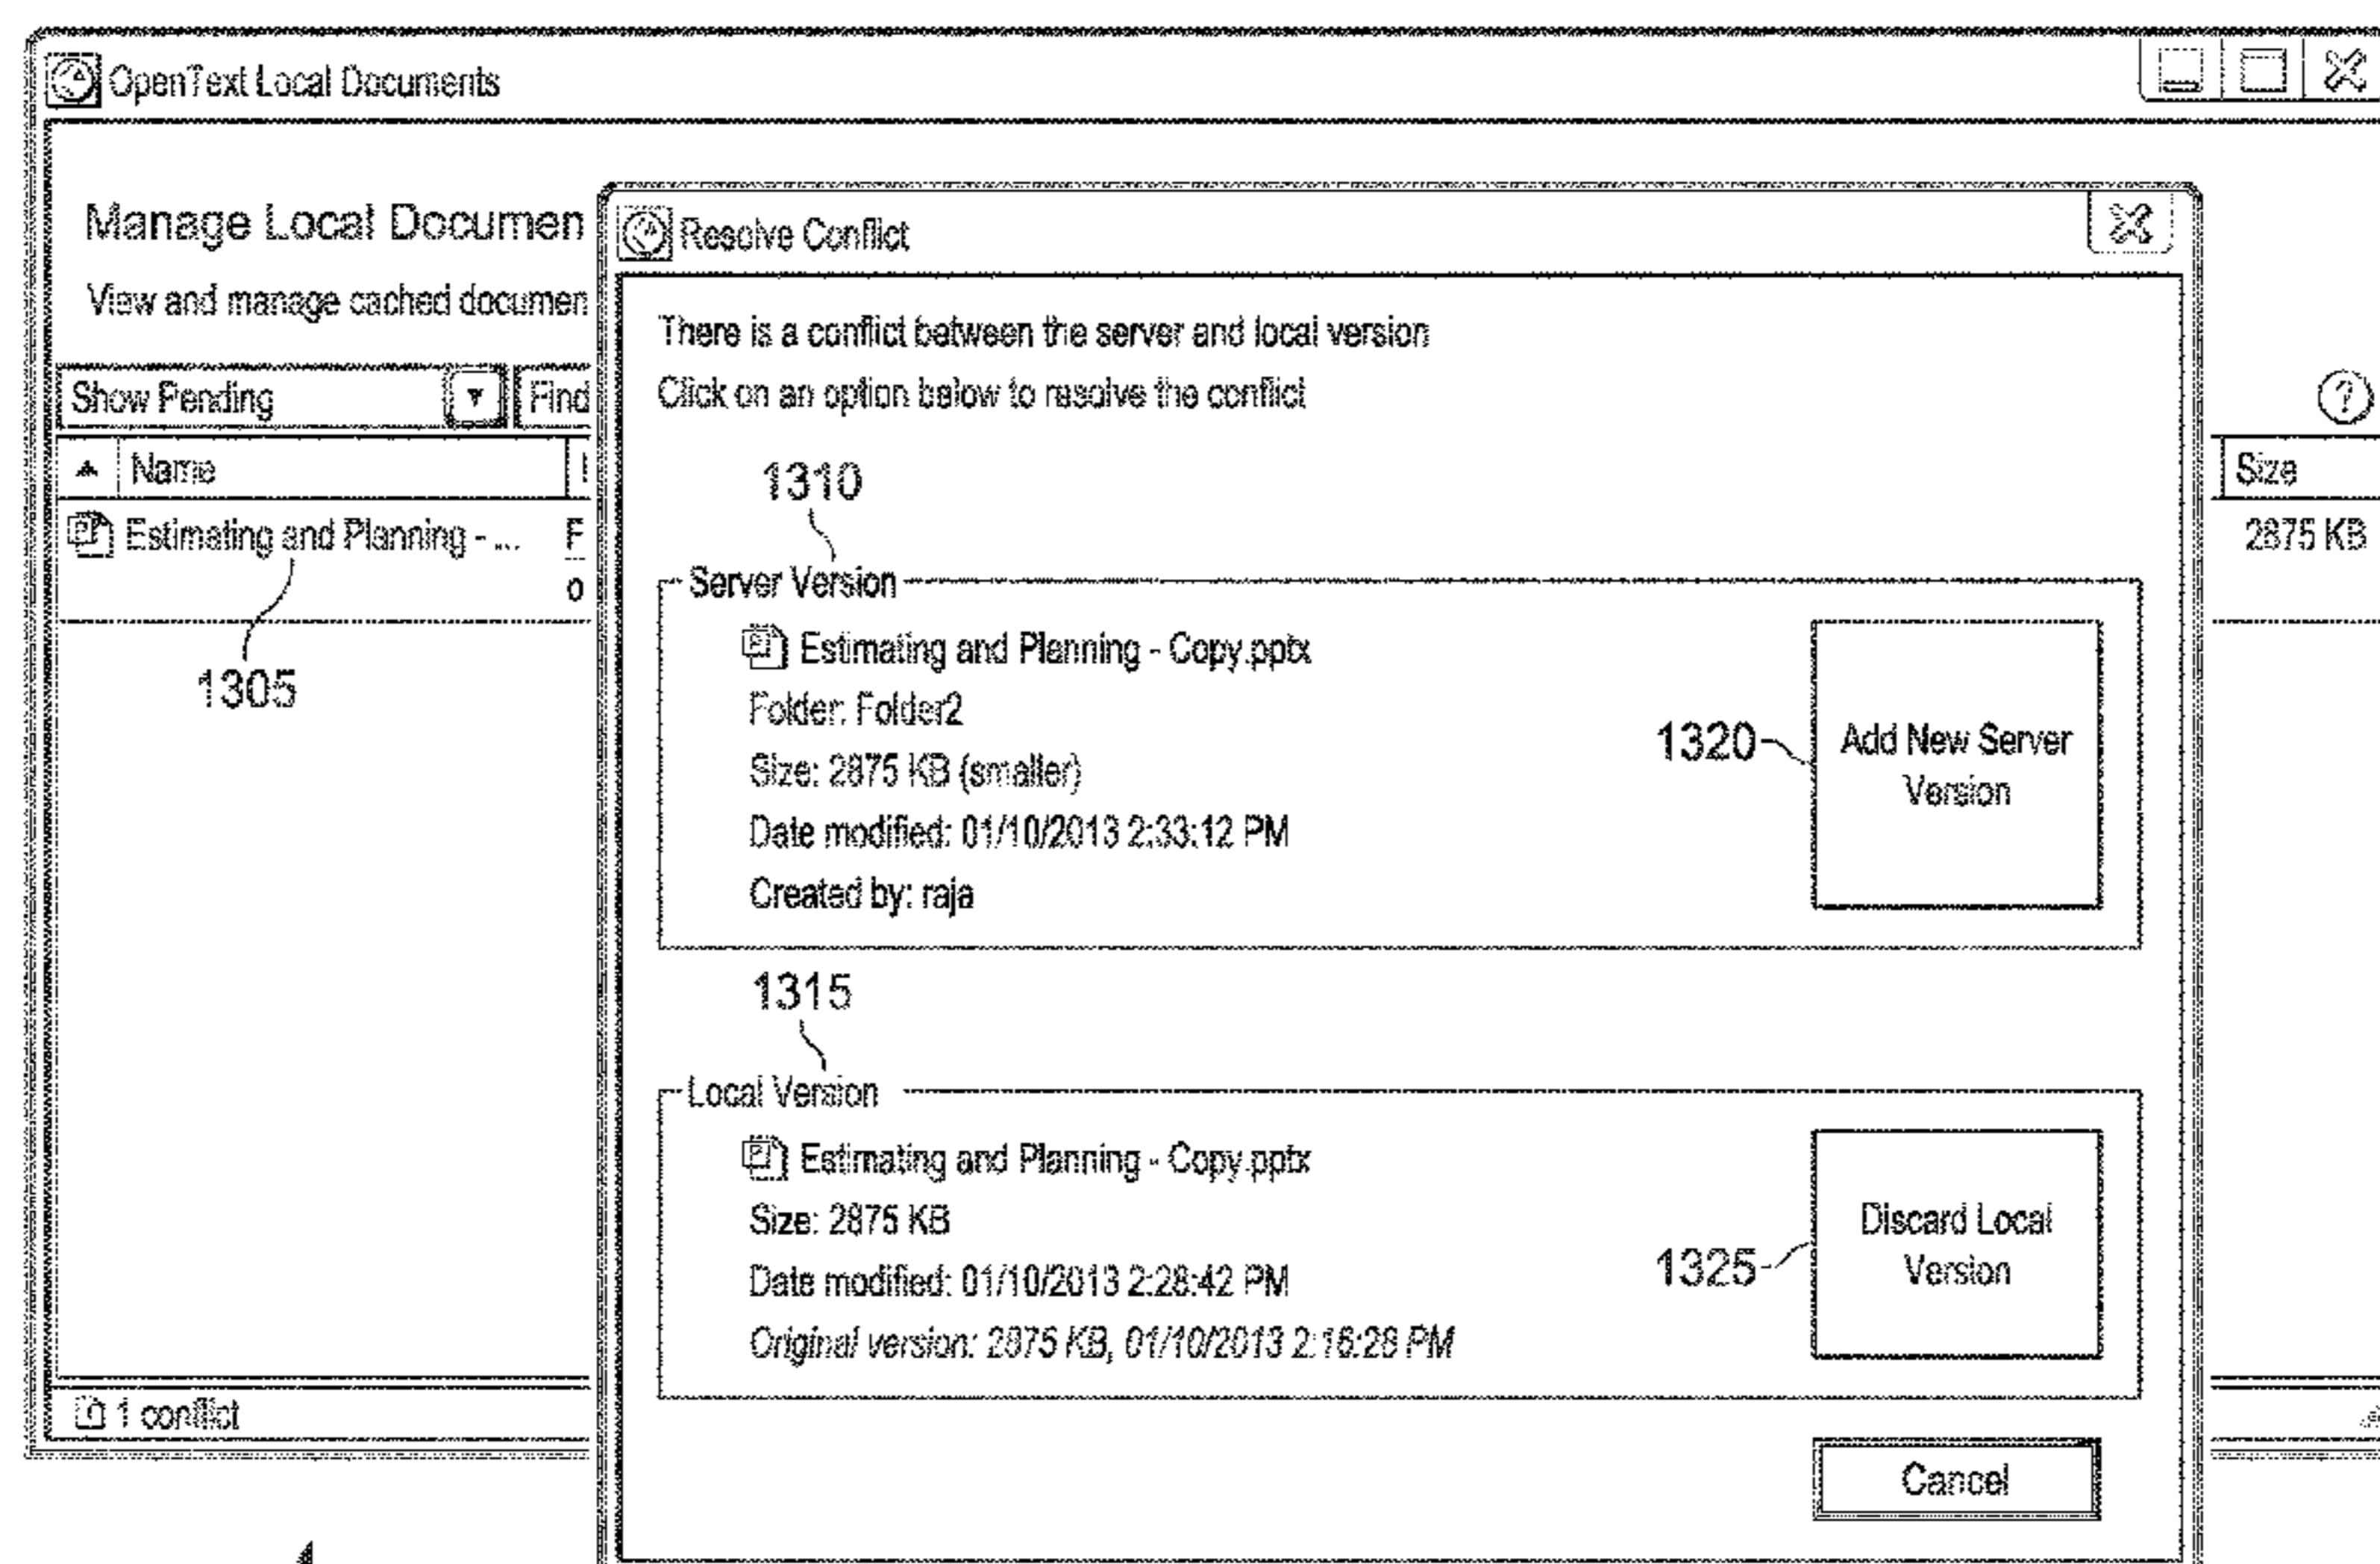 OpenText Local Documents
Manage Local Documen
View and manage cached documen
Show Pending
Find
Name
Size
Estimating and Planning - ...
F
2875 KB
o
1305
Resolve Conflict
There is a conflict between the server and local version
Click on an option below to resolve the conflict
1310
Server Version
Estimating and Planning - Copy.pptx
Folder: Folder2
Size: 2875 KB (smaller)
Date modified: 01/10/2013 2:33:12 PM
Created by: raja
1320
Add New Server
Version
1315
Local Version
Estimating and Planning - Copy.pptx
Size: 2875 KB
Date modified: 01/10/2013 2:28:42 PM
Original version: 2875 KB, 01/10/2013 2:16:28 PM
1325
Discard Local
Version
1 conflict
Cancel